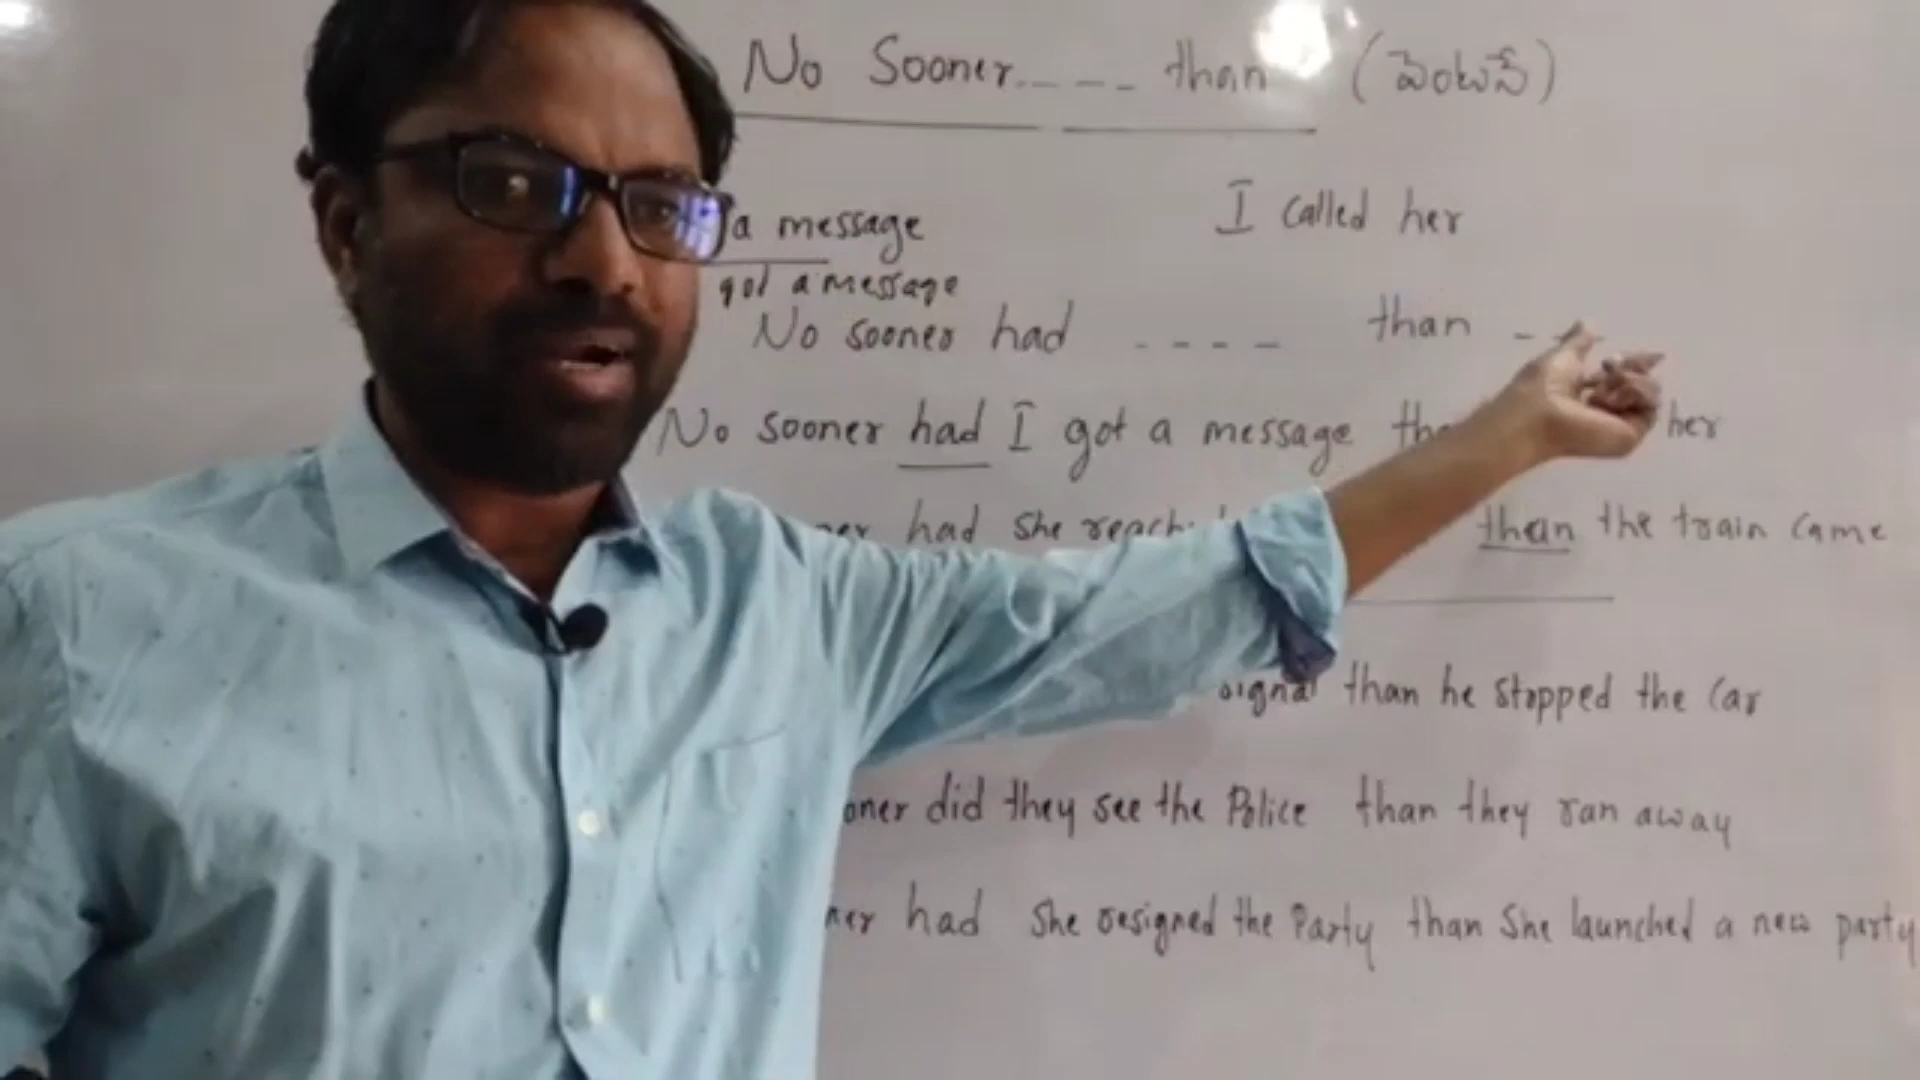 No Sooner.---- than (వెంటనే)
a message I called her
got a message
No sooner had ---- than --
No sooner had I got a message her
had She than the train came
signal than he stopped the Car
did they see the Police than they ran away
had She resigned the Party than She launched a new party